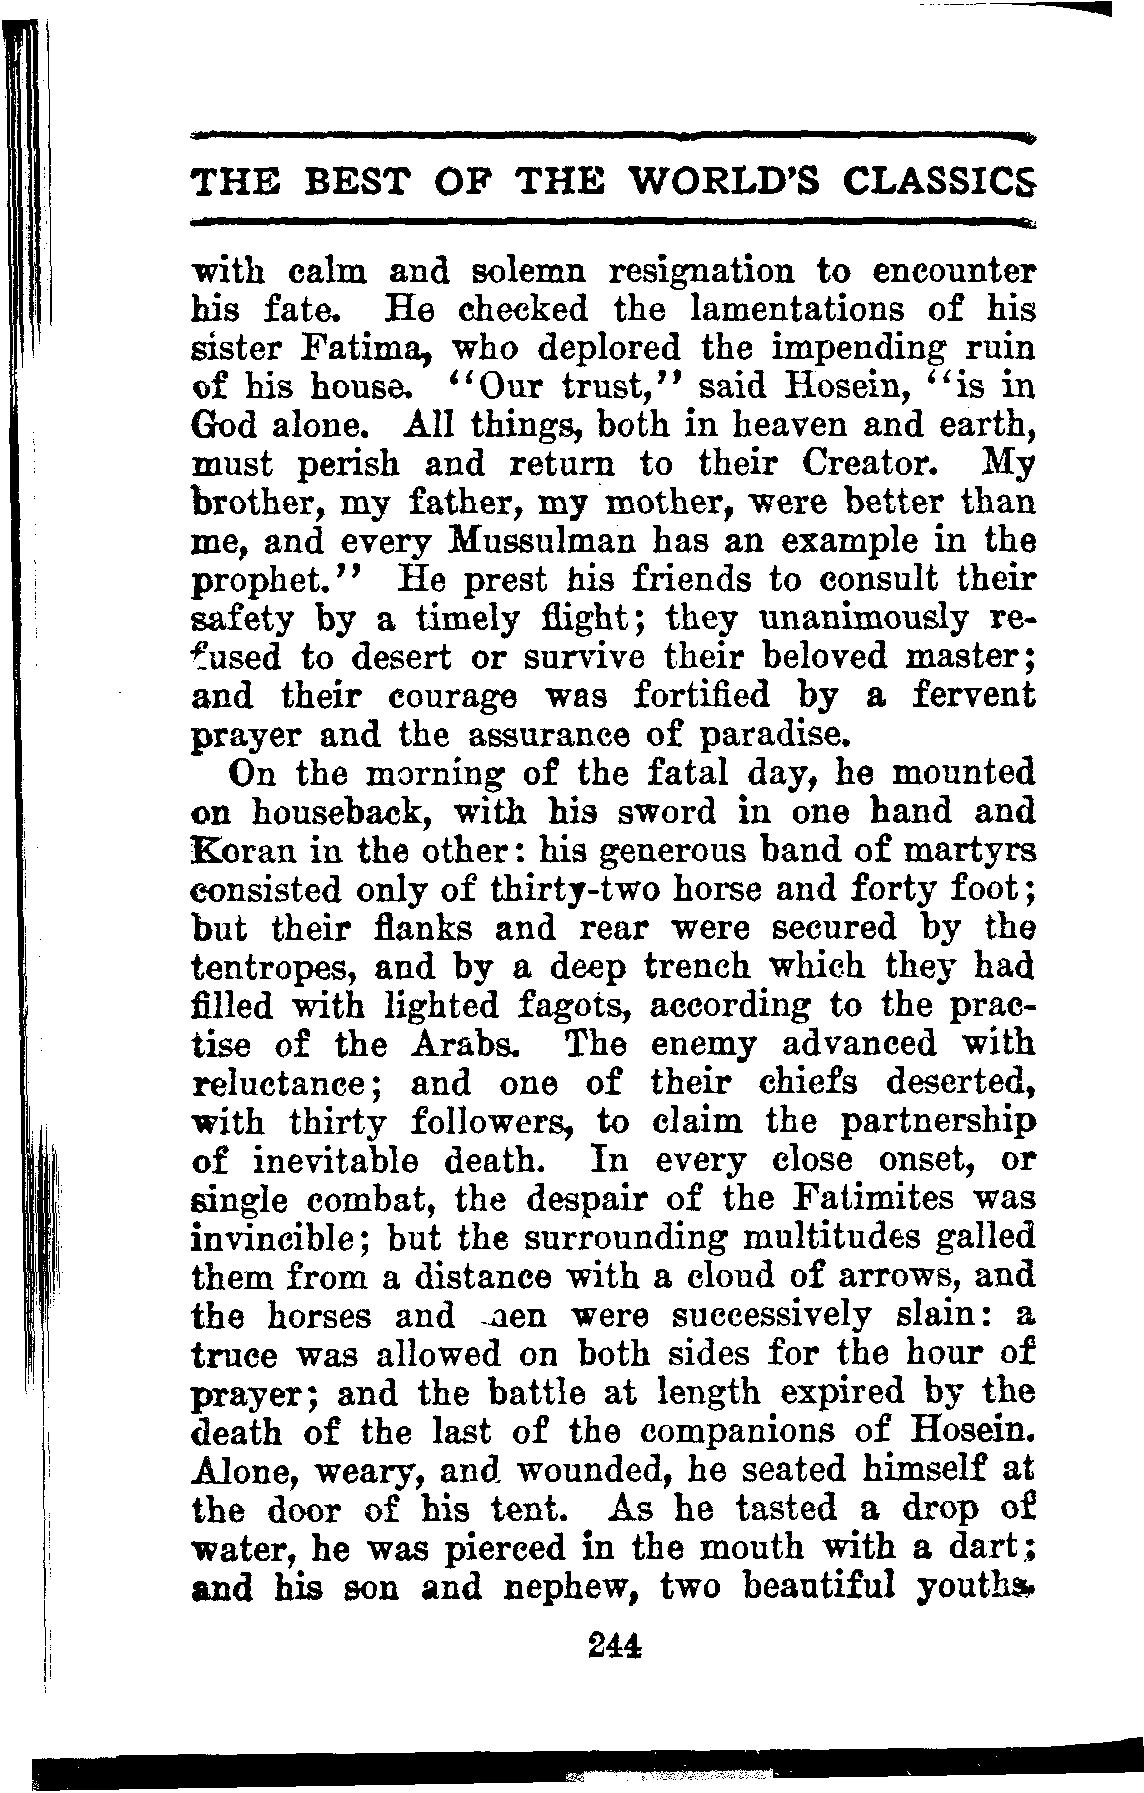 THE BEST OF THE WORLD'S CLASSICS
with calm and solemn resignation to encounter
his fate. He checked the lamentations of his
sister Fatima, who deplored the impending ruin
of his house. "Our trust," said Hosein, "is in
God alone. All things, both in heaven and earth,
must perish and return to their Creator. My
brother, my father, my mother, were better than
me, and every Mussulman has an example in the
prophet." He prest his friends to consult their
safety by a timely flight; they unanimously re-
fused to desert or survive their beloved master;
and their courage was fortified by a fervent
prayer and the assurance of paradise.
On the morning of the fatal day, he mounted
on houseback, with his sword in one hand and
Koran in the other: his generous band of martyrs
consisted only of thirty-two horse and forty foot;
but their flanks and rear were secured by the
tentropes, and by a deep trench which they had
filled with lighted fagots, according to the prac-
tise of the Arabs. The enemy advanced with
reluctance; and one of their chiefs deserted,
with thirty followers, to claim the partnership
of inevitable death. In every close onset, or
single combat, the despair of the Fatimites was
invincible; but the surrounding multitudes galled
them from a distance with a cloud of arrows, and
the horses and men were successively slain: a
truce was allowed on both sides for the hour of
prayer; and the battle at length expired by the
death of the last of the companions of Hosein.
Alone, weary, and wounded, he seated himself at
the door of his tent. As he tasted a drop of
water, he was pierced in the mouth with a dart;
and his son and nephew, two beautiful youths,
244